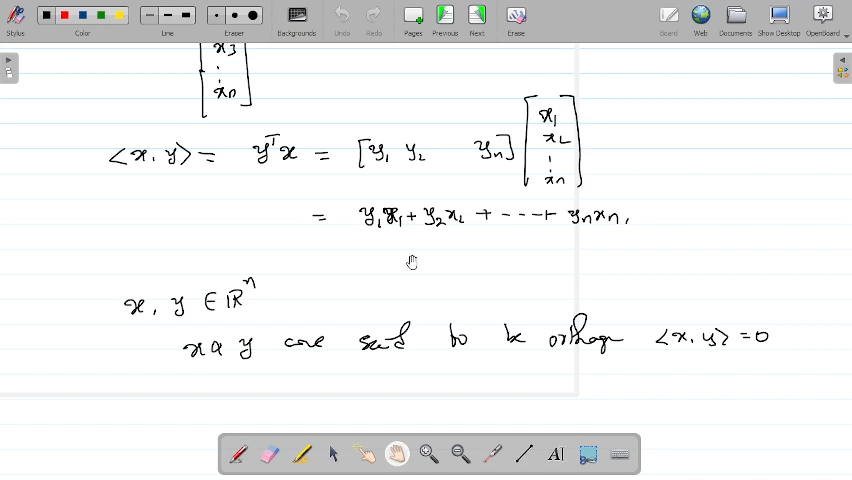 Stylus Color Line Eraser Backgrounds Undo Redo Pages Previous Next Erase Board Web Documents Show Desktop OpenBoard
x3
.
:
xn
<x, y> = yᵀx = [y1 y2 yn] [x1 x2 : xn]
= y1x1 + y2x2 + ---+ ynxn,
x, y ∈ ℝⁿ
x & y are said to be orthogn <x, y> = 0